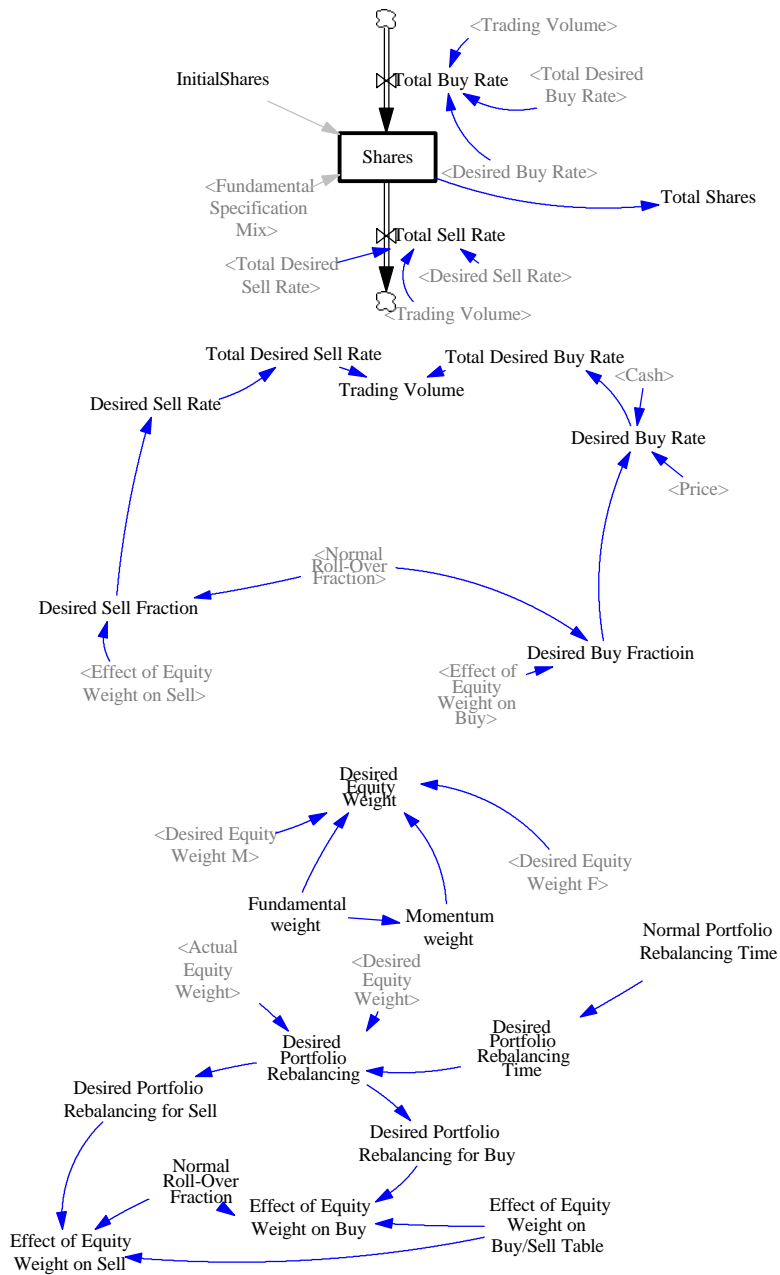 <Trading Volume>
InitialShares
Total Buy Rate
<Total Desired
Buy Rate>
Shares
<Desired Buy Rate>
<Fundamental
Specification
Mix>
Total Shares
Total Sell Rate
<Total Desired
Sell Rate>
<Desired Sell Rate>
<Trading Volume>
Total Desired Sell Rate
Total Desired Buy Rate
Trading Volume
<Cash>
Desired Sell Rate
Desired Buy Rate
<Price>
<Normal
Roll-Over
Fraction>
Desired Sell Fraction
Desired Buy Fractioin
<Effect of Equity
Weight on Sell>
<Effect of
Equity
Weight on
Buy>
Desired
Equity
Weight
<Desired Equity
Weight M>
<Desired Equity
Weight F>
Fundamental
weight
Momentum
weight
Normal Portfolio
Rebalancing Time
<Actual
Equity
Weight>
<Desired
Equity
Weight>
Desired
Portfolio
Rebalancing
Desired
Portfolio
Rebalancing
Time
Desired Portfolio
Rebalancing for Sell
Desired Portfolio
Rebalancing for Buy
Normal
Roll-Over
Fraction
Effect of Equity
Weight on Buy
Effect of Equity
Weight on
Buy/Sell Table
Effect of Equity
Weight on Sell